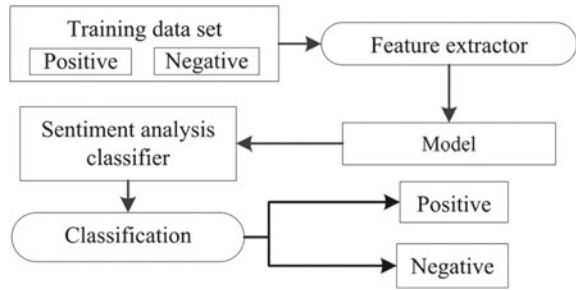 Training data set
Positive Negative
Feature extractor
Model
Sentiment analysis
classifier
Classification
Positive
Negative